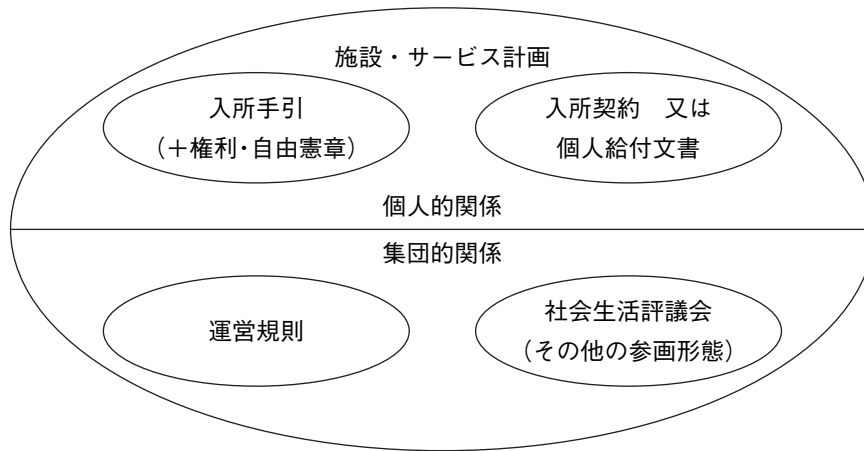 施設・サービス計画
入所手引
(+権利・自由憲章)
入所契約　又は
個人給付文書
個人的関係
集団的関係
運営規則
社会生活評議会
(その他の参画形態)